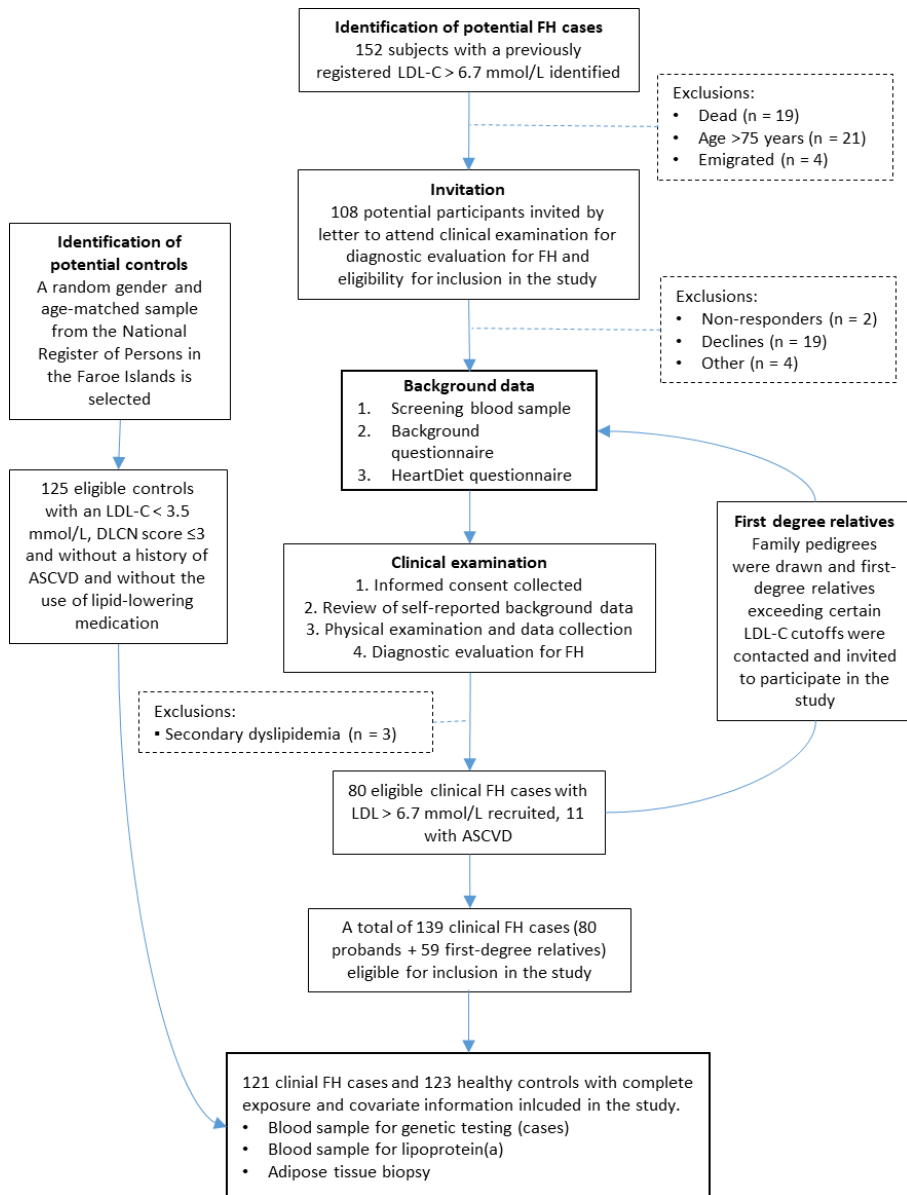 Identification of potential FH cases
152 subjects with a previously
registered LDL-C > 6.7 mmol/L identified
Exclusions:
• Dead (n = 19)
• Age >75 years (n = 21)
• Emigrated (n = 4)
Invitation
108 potential participants invited by
letter to attend clinical examination for
diagnostic evaluation for FH and
eligibility for inclusion in the study
Identification of
potential controls
A random gender and
age-matched sample
from the National
Register of Persons in
the Faroe Islands is
selected
Exclusions:
• Non-responders (n = 2)
• Declines (n = 19)
• Other (n = 4)
Background data
1. Screening blood sample
2. Background
questionnaire
3. HeartDiet questionnaire
125 eligible controls
with an LDL-C < 3.5
mmol/L, DLCN score ≤3
and without a history of
ASCVD and without the
use of lipid-lowering
medication
First degree relatives
Family pedigrees
were drawn and first-
degree relatives
exceeding certain
LDL-C cutoffs were
contacted and invited
to participate in the
study
Clinical examination
1. Informed consent collected
2. Review of self-reported background data
3. Physical examination and data collection
4. Diagnostic evaluation for FH
Exclusions:
▪ Secondary dyslipidemia (n = 3)
80 eligible clinical FH cases with
LDL > 6.7 mmol/L recruited, 11
with ASCVD
A total of 139 clinical FH cases (80
probands + 59 first-degree relatives)
eligible for inclusion in the study
121 clinial FH cases and 123 healthy controls with complete
exposure and covariate information inlcuded in the study.
• Blood sample for genetic testing (cases)
• Blood sample for lipoprotein(a)
• Adipose tissue biopsy